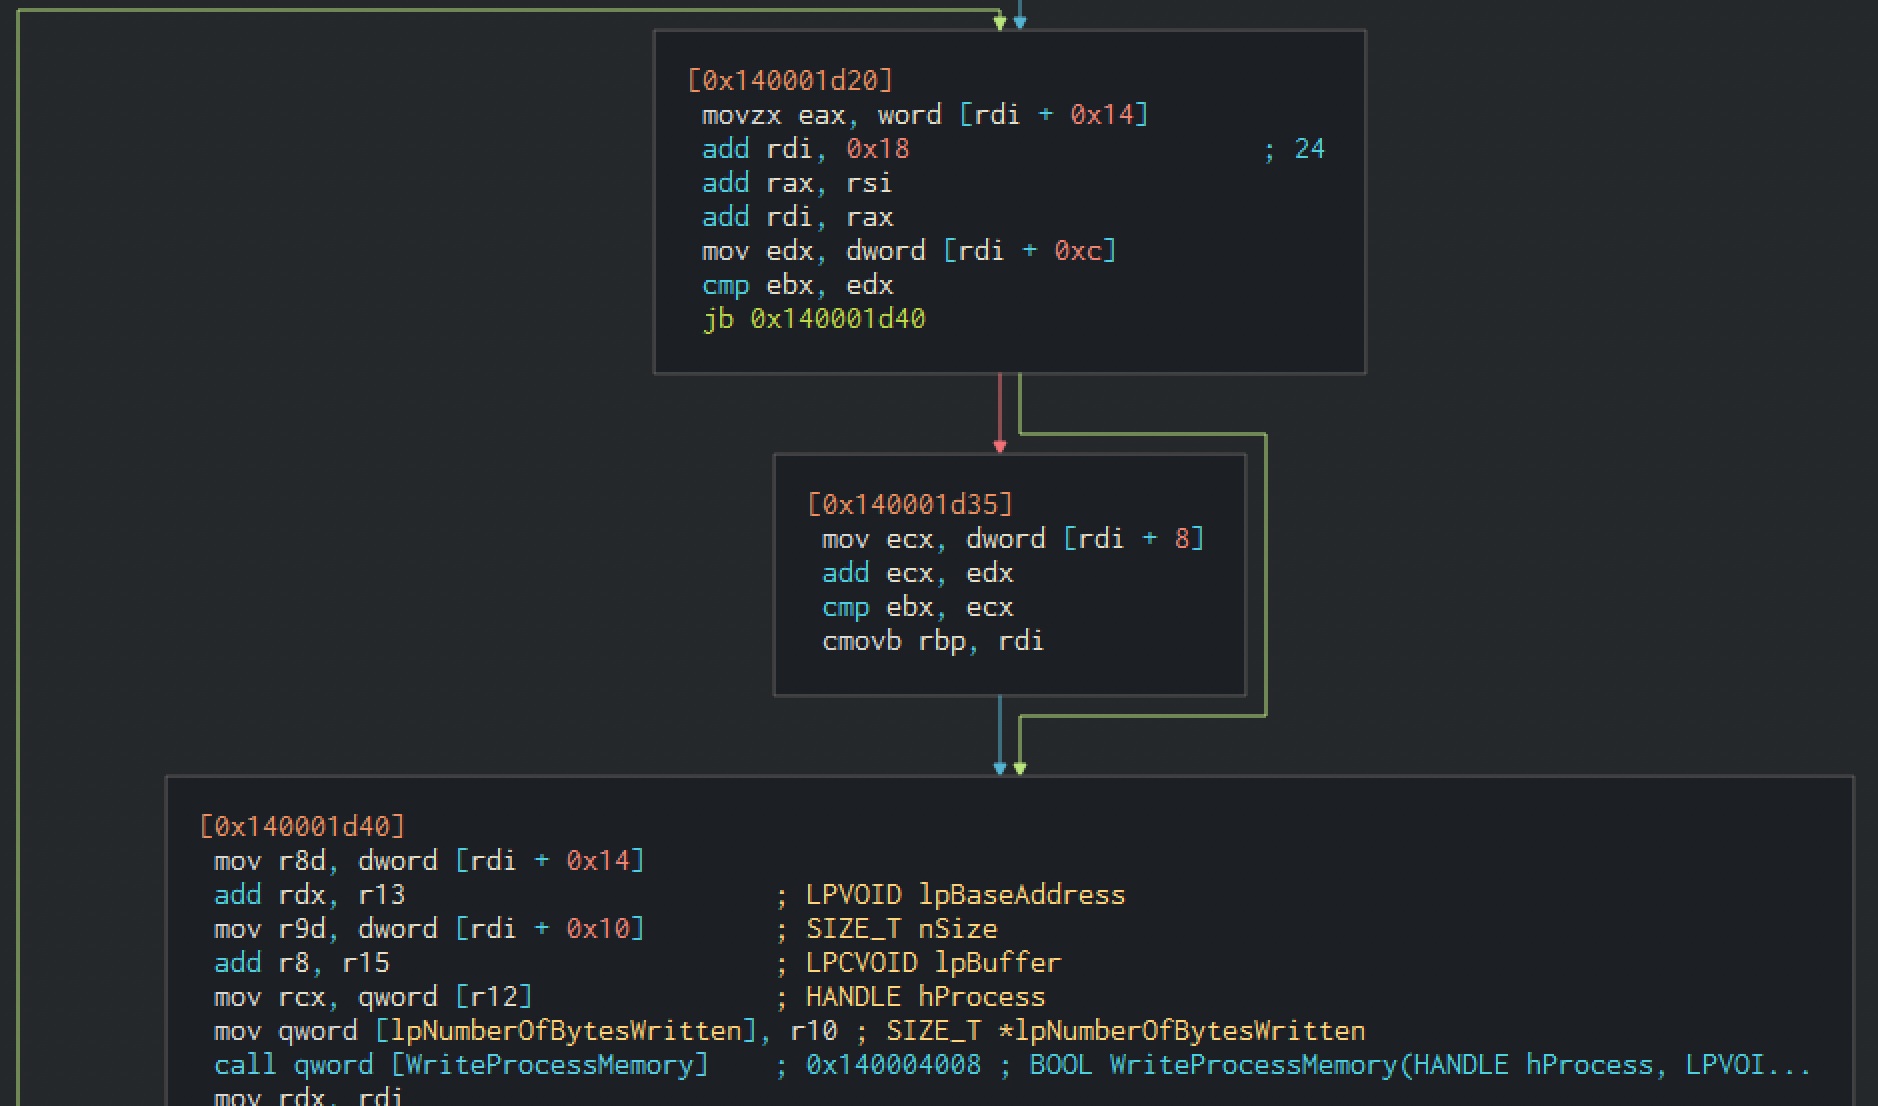 [0x140001d20]
movzx eax, word [rdi + 0x14]
add rdi, 0x18 ; 24
add rax, rsi
add rdi, rax
mov edx, dword [rdi + 0xc]
cmp ebx, edx
jb 0x140001d40
[0x140001d35]
mov ecx, dword [rdi + 8]
add ecx, edx
cmp ebx, ecx
cmovb rbp, rdi
[0x140001d40]
mov r8d, dword [rdi + 0x14]
add rdx, r13 ; LPVOID lpBaseAddress
mov r9d, dword [rdi + 0x10] ; SIZE_T nSize
add r8, r15 ; LPCVOID lpBuffer
mov rcx, qword [r12] ; HANDLE hProcess
mov qword [lpNumberOfBytesWritten], r10 ; SIZE_T *lpNumberOfBytesWritten
call qword [WriteProcessMemory] ; 0x140004008 ; BOOL WriteProcessMemory(HANDLE hProcess, LPVOI...
mov rdx, rdi